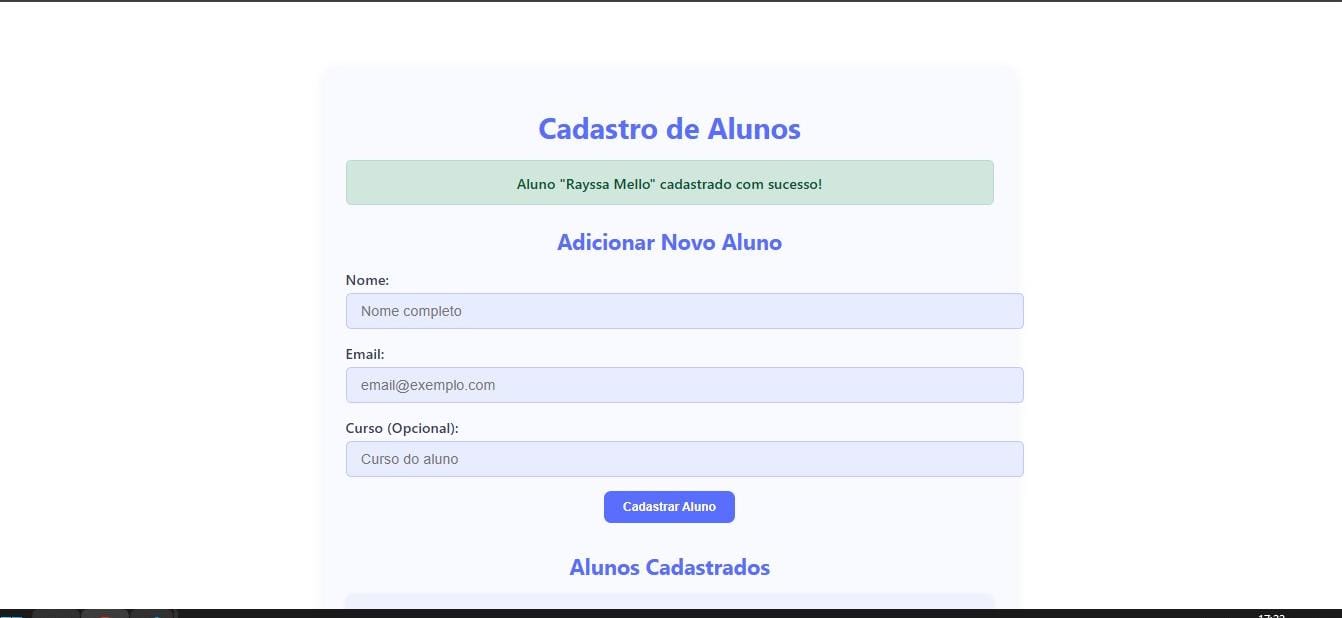 Cadastro de Alunos
Aluno "Rayssa Mello" cadastrado com sucesso!
Adicionar Novo Aluno
Nome:
Nome completo
Email:
email@exemplo.com
Curso (Opcional):
Curso do aluno
Cadastrar Aluno
Alunos Cadastrados